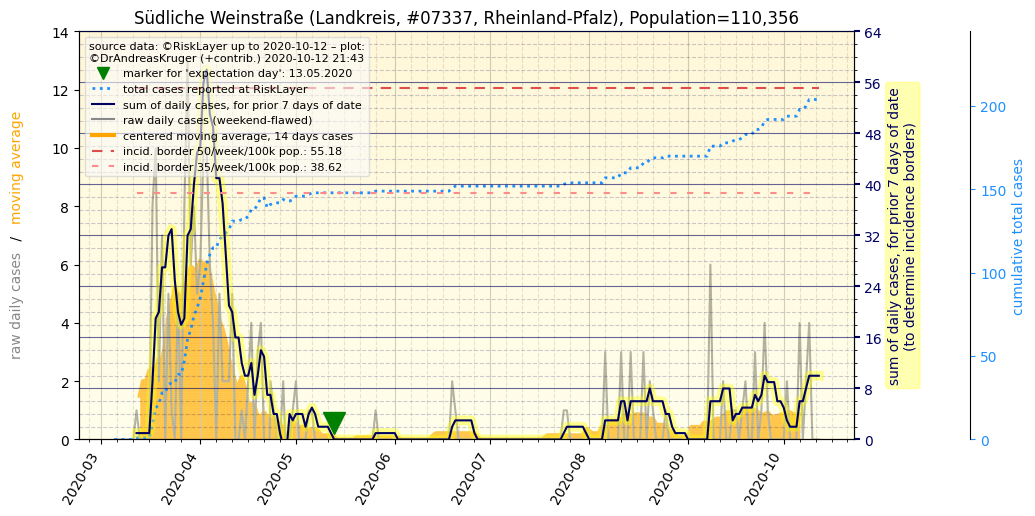 Südliche Weinstraße (Landkreis, #07337, Rheinland-Pfalz), Population=110,356
source data: ©RiskLayer up to 2020-10-12 – plot:
©DrAndreasKruger (+contrib.) 2020-10-12 21:43
marker for 'expectation day': 13.05.2020
total cases reported at RiskLayer
sum of daily cases, for prior 7 days of date
raw daily cases (weekend-flawed)
centered moving average, 14 days cases
incid. border 50/week/100k pop.: 55.18
incid. border 35/week/100k pop.: 38.62
raw daily cases / moving average
14
12
10
8
6
4
2
0
64
56
48
40
32
24
16
8
0
sum of daily cases, for prior 7 days of date
(to determine, incidence borders)
200
150
100
50
0
cumulative total cases
2020-03
2020-04
2020-05
2020-06
2020-07
2020-08
2020-09
2020-10